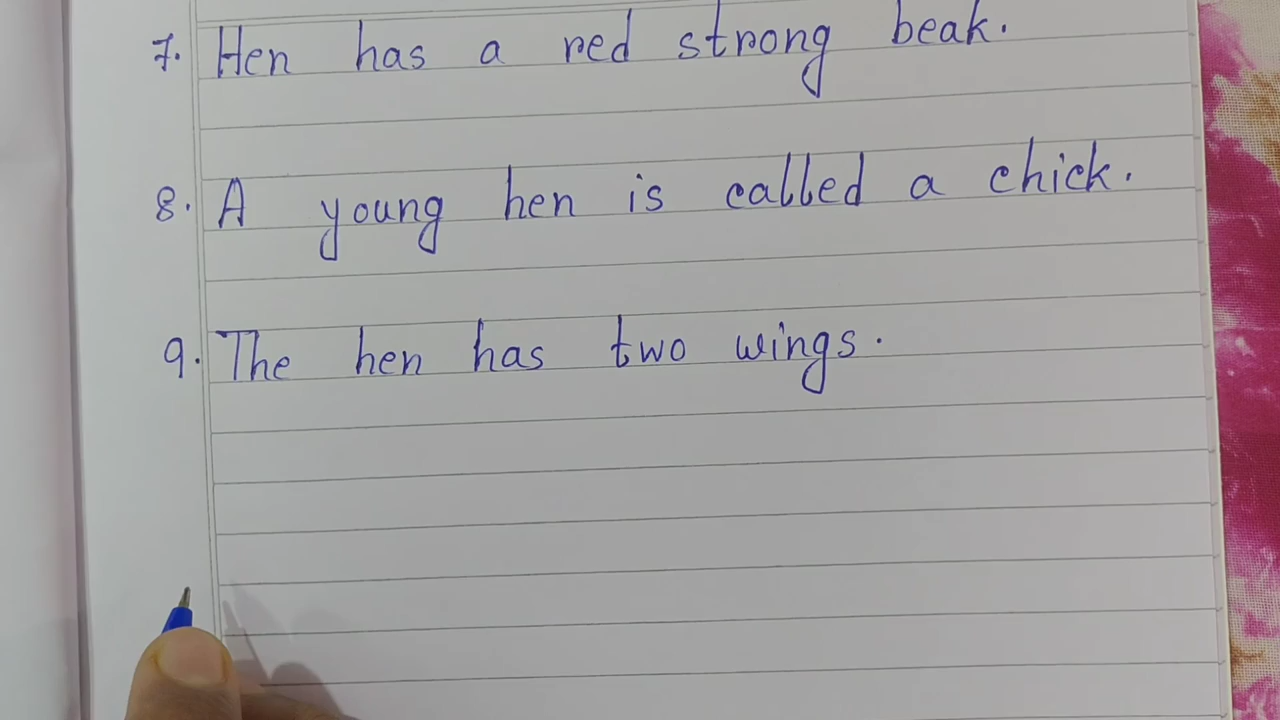 7. Hen has a red strong beak.
8. A young hen is called a chick.
9. The hen has two wings.